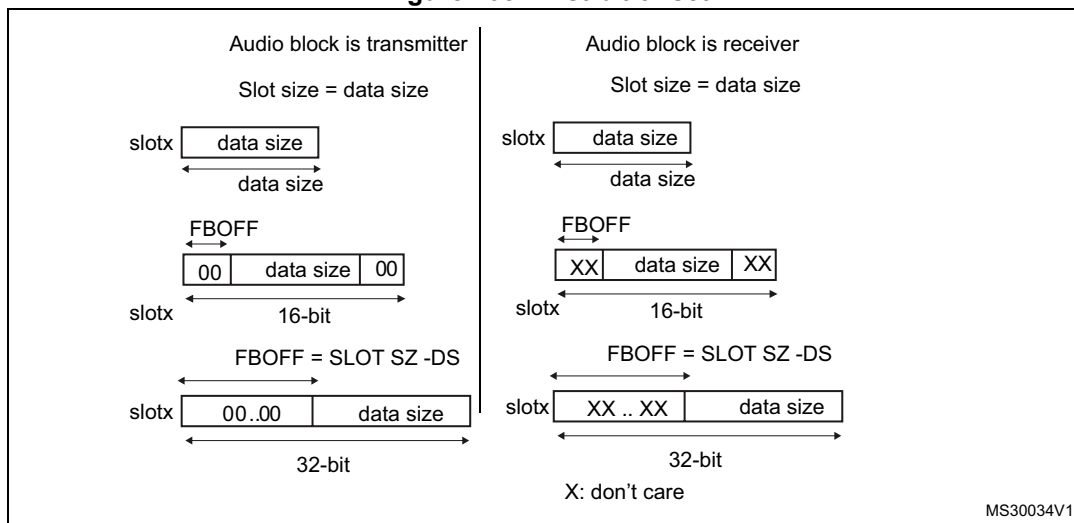 Audio block is transmitter
Slot size = data size
slotx data size
data size
FBOFF
00 data size 00
slotx 16-bit
FBOFF = SLOT SZ -DS
slotx 00..00 data size
32-bit
Audio block is receiver
Slot size = data size
slotx data size
data size
FBOFF
XX data size XX
slotx 16-bit
FBOFF = SLOT SZ -DS
slotx XX .. XX data size
32-bit
X: don't care
MS30034V1